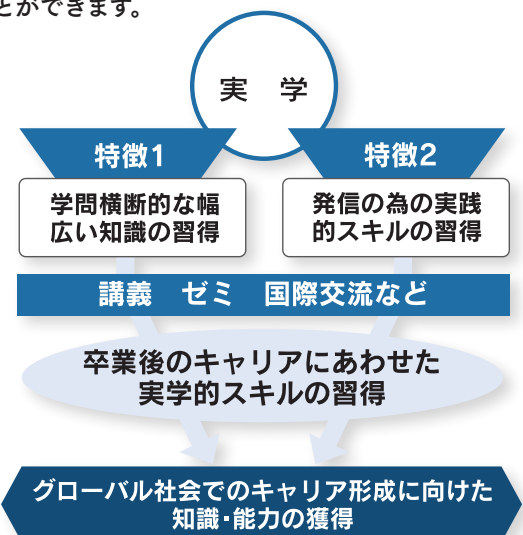 とができます。
実 学
特徴1
特徴2
学問横断的な幅
広い知識の習得
発信の為の実践
的スキルの習得
講義 ゼミ 国際交流など
卒業後のキャリアにあわせた
実学的スキルの習得
グローバル社会でのキャリア形成に向けた
知識・能力の獲得